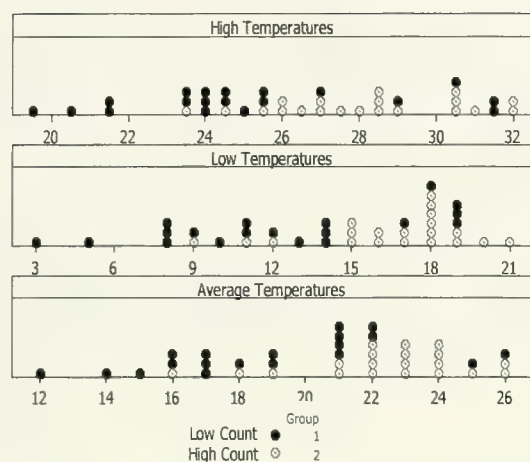 High Temperatures
20 22 24 26 28 30 32
Low Temperatures
3 6 9 12 15 18 21
Average Temperatures
12 14 16 18 20 22 24 26
Group
Low Count 1
High Count 2